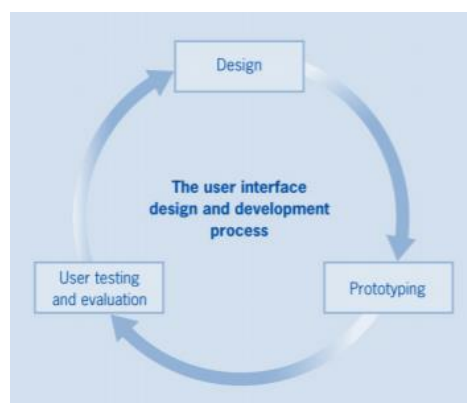 Design
The user interface
design and development
process
User testing
and evaluation
Prototyping